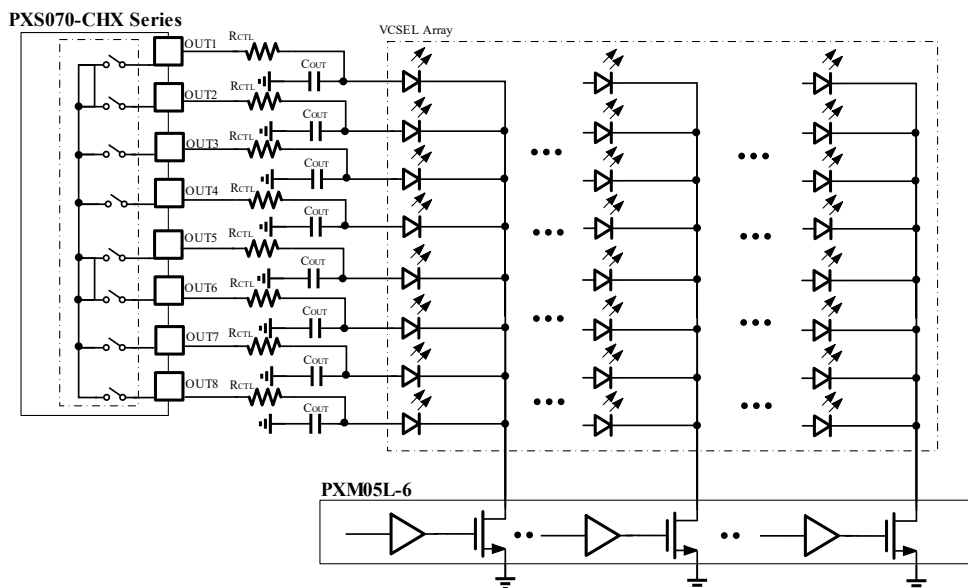 PXS070-CHX Series
VCSEL Array
OUT1
RCTL
COUT
OUT2
RCTL
COUT
OUT3
RCTL
COUT
OUT4
RCTL
COUT
OUT5
RCTL
COUT
OUT6
RCTL
COUT
OUT7
RCTL
COUT
OUT8
RCTL
COUT
PXM05L-6